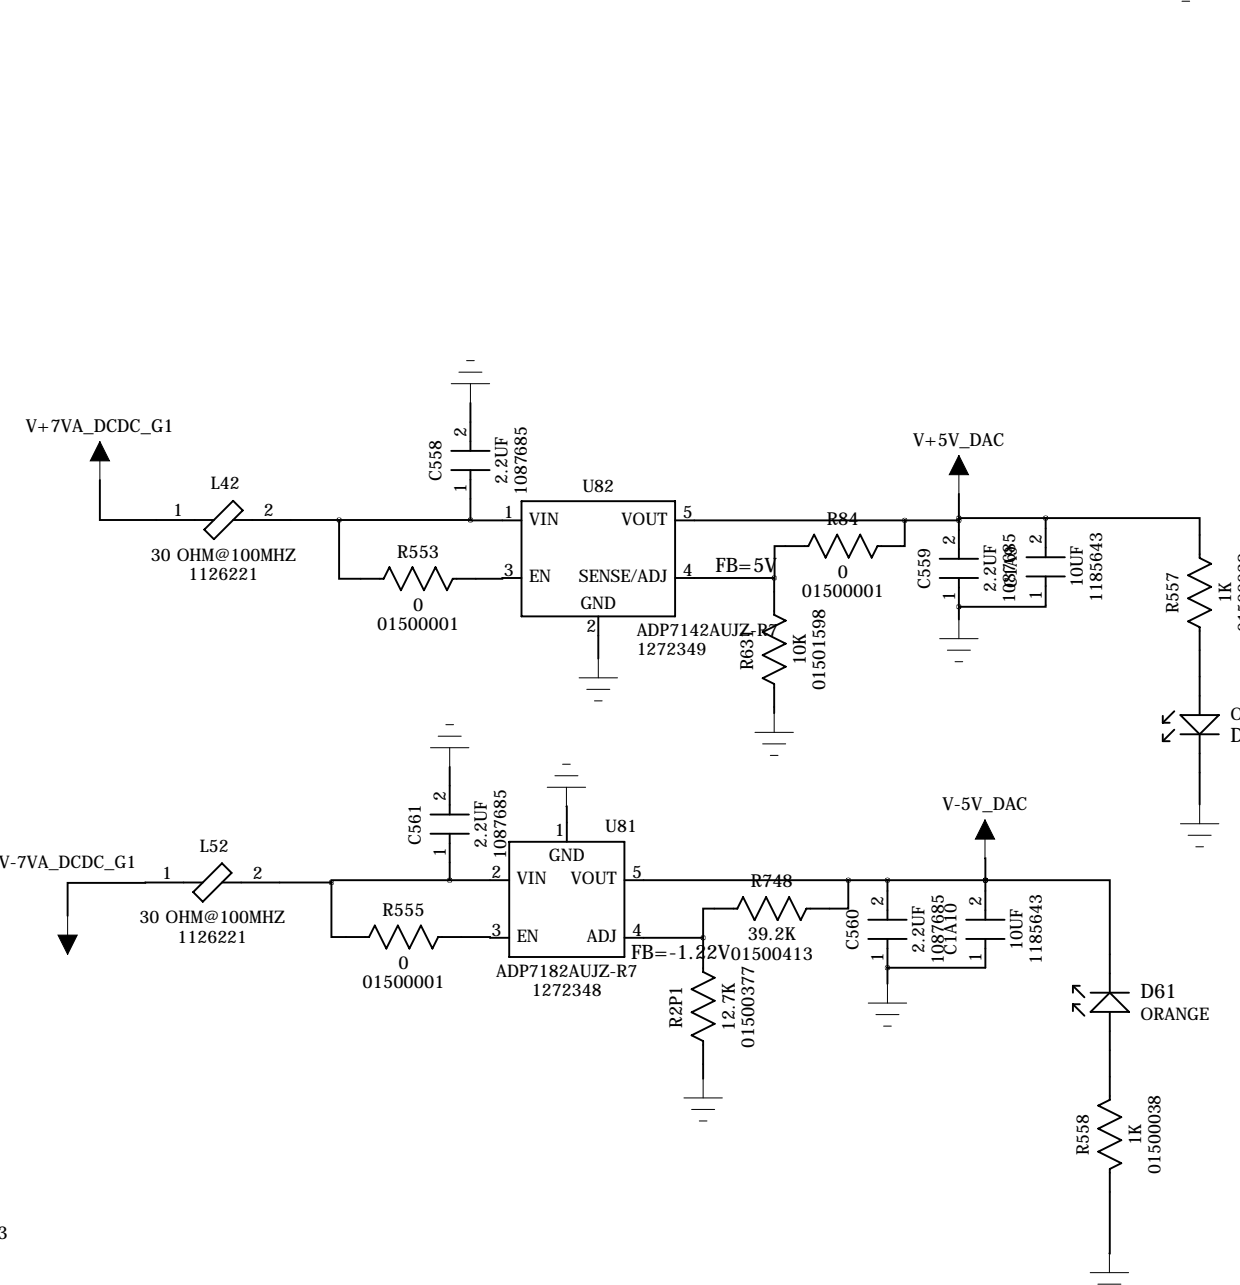 V+7VA_DCDC_G1
L42
1
2
30 OHM@100MHZ
1126221
R553
0
01500001
C558
2
1
2.2UF
1087685
U82
1
VIN
VOUT
5
3
EN
SENSE/ADJ
4
GND
2
ADP7142AUJZ-R7
1272349
FB=5V
R84
0
01500001
R631
10K
01501598
V+5V_DAC
C559
2
1
2.2UF
1087685
2
1
10UF
1185643
R557
1K
V-7VA_DCDC_G1
L52
1
2
30 OHM@100MHZ
1126221
R555
0
01500001
C561
2
1
2.2UF
1087685
U81
1
GND
2
VIN
VOUT
5
3
EN
ADJ
4
ADP7182AUJZ-R7
1272348
FB=-1.22V
R748
39.2K
01500413
R2P1
12.7K
01500377
V-5V_DAC
C560
2
1
2.2UF
1087685
C1A10
2
1
10UF
1185643
D61
ORANGE
R558
1K
01500038
3